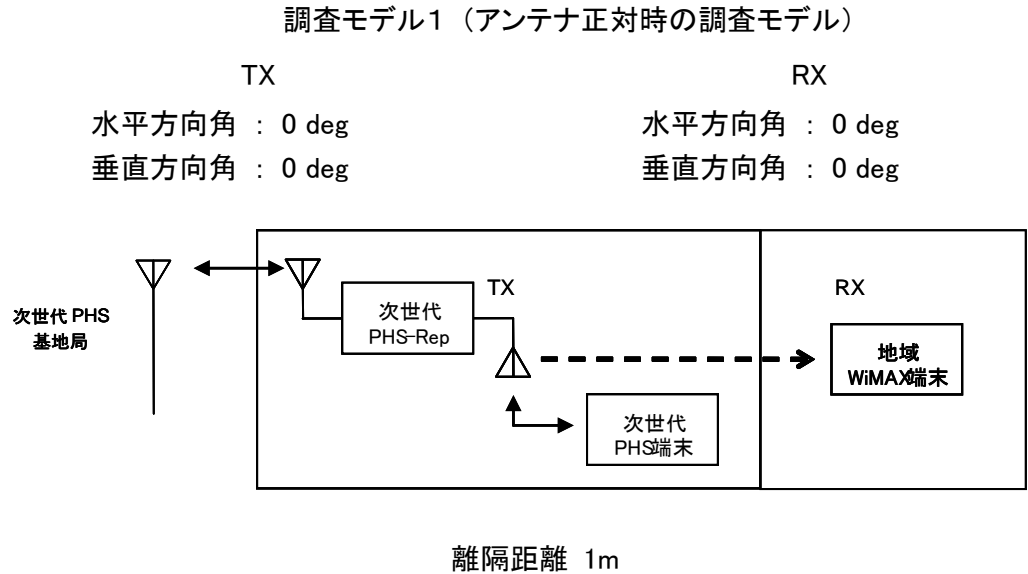 調査モデル1（アンテナ正対時の調査モデル）
TX
水平方向角 ： 0 deg
垂直方向角 ： 0 deg
RX
水平方向角 ： 0 deg
垂直方向角 ： 0 deg
次世代 PHS
基地局
次世代
PHS-Rep
TX
次世代
PHS端末
RX
地域
WiMAX端末
離隔距離 1m